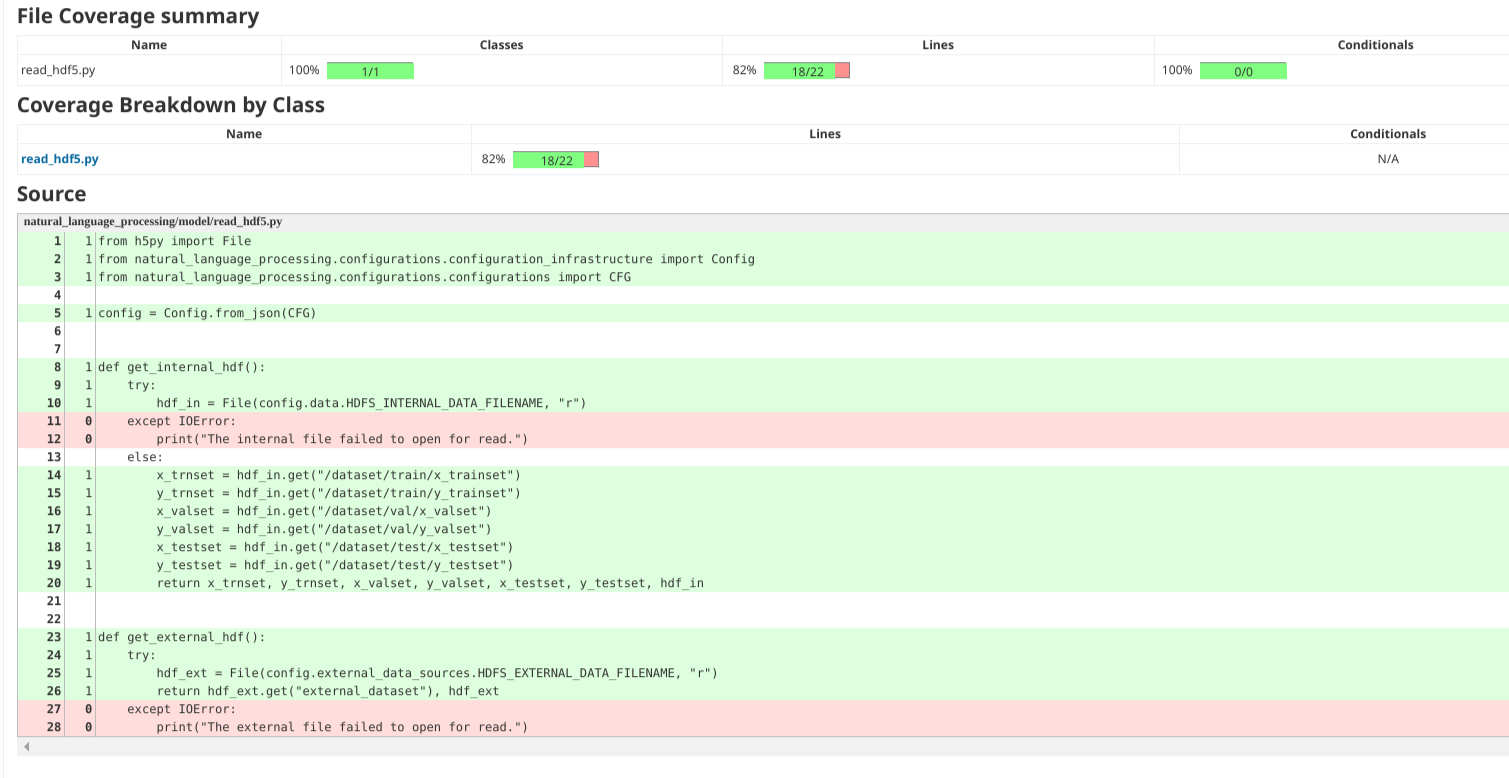 File Coverage summary
Name Classes Lines Conditionals
read_hdf5.py 100% 1/1 82% 18/22 100% 0/0
Coverage Breakdown by Class
Name Lines Conditionals
read_hdf5.py 82% 18/22 N/A
Source
natural_language_processing/model/read_hdf5.py
1 1 from h5py import File
2 1 from natural_language_processing.configurations.configuration_infrastructure import Config
3 1 from natural_language_processing.configurations.configurations import CFG
4
5 1 config = Config.from_json(CFG)
6
7
8 1 def get_internal_hdf():
9 1     try:
10 1         hdf_in = File(config.data.HDFS_INTERNAL_DATA_FILENAME, "r")
11 0     except IOError:
12 0         print("The internal file failed to open for read.")
13     else:
14 1         x_trnset = hdf_in.get("/dataset/train/x_trainset")
15 1         y_trnset = hdf_in.get("/dataset/train/y_trainset")
16 1         x_valset = hdf_in.get("/dataset/val/x_valset")
17 1         y_valset = hdf_in.get("/dataset/val/y_valset")
18 1         x_testset = hdf_in.get("/dataset/test/x_testset")
19 1         y_testset = hdf_in.get("/dataset/test/y_testset")
20 1         return x_trnset, y_trnset, x_valset, y_valset, x_testset, y_testset, hdf_in
21
22
23 1 def get_external_hdf():
24 1     try:
25 1         hdf_ext = File(config.external_data_sources.HDFS_EXTERNAL_DATA_FILENAME, "r")
26 1         return hdf_ext.get("external_dataset"), hdf_ext
27 0     except IOError:
28 0         print("The external file failed to open for read.")